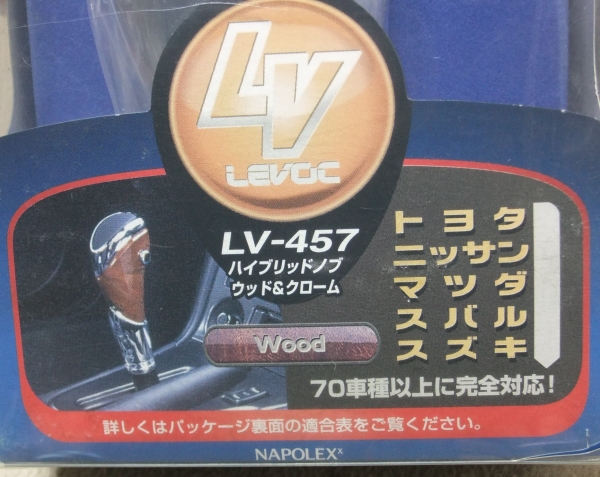 LV
LEVOC
LV-457
ハイブリッドノブ
ウッド&クローム
Wood
トヨタ
ニッサン
マツダ
スバル
スズキ
70車種以上に完全対応!
詳しくはパッケージ裏面の適合表をご覧ください。
NAPOLEX